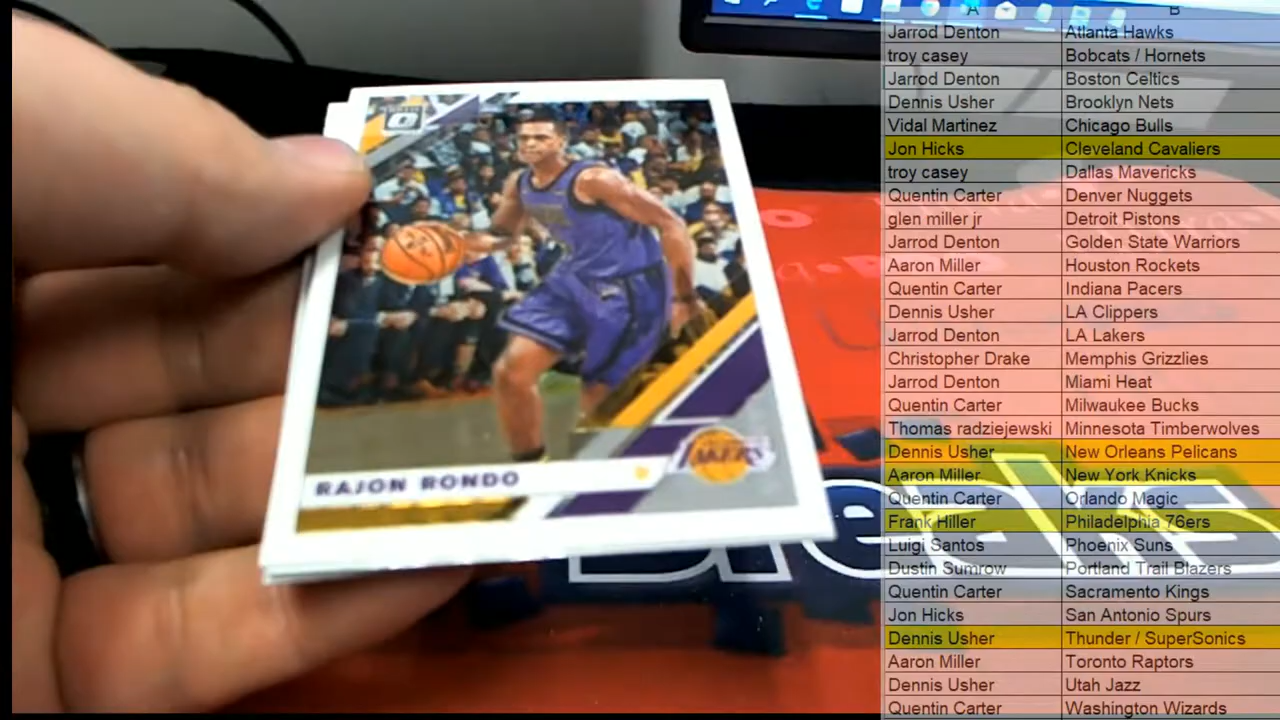 A B
Jarrod Denton Atlanta Hawks
troy casey Bobcats / Hornets
Jarrod Denton Boston Celtics
Dennis Usher Brooklyn Nets
Vidal Martinez Chicago Bulls
Jon Hicks Cleveland Cavaliers
troy casey Dallas Mavericks
Quentin Carter Denver Nuggets
glen miller jr Detroit Pistons
Jarrod Denton Golden State Warriors
Aaron Miller Houston Rockets
Quentin Carter Indiana Pacers
Dennis Usher LA Clippers
Jarrod Denton LA Lakers
Christopher Drake Memphis Grizzlies
Jarrod Denton Miami Heat
Quentin Carter Milwaukee Bucks
Thomas radziejewski Minnesota Timberwolves
Dennis Usher New Orleans Pelicans
Aaron Miller New York Knicks
Quentin Carter Orlando Magic
Frank Hiller Philadelphia 76ers
Luigi Santos Phoenix Suns
Dustin Sumrow Portland Trail Blazers
Quentin Carter Sacramento Kings
Jon Hicks San Antonio Spurs
Dennis Usher Thunder / SuperSonics
Aaron Miller Toronto Raptors
Dennis Usher Utah Jazz
Quentin Carter Washington Wizards
RAJON RONDO
LAKERS